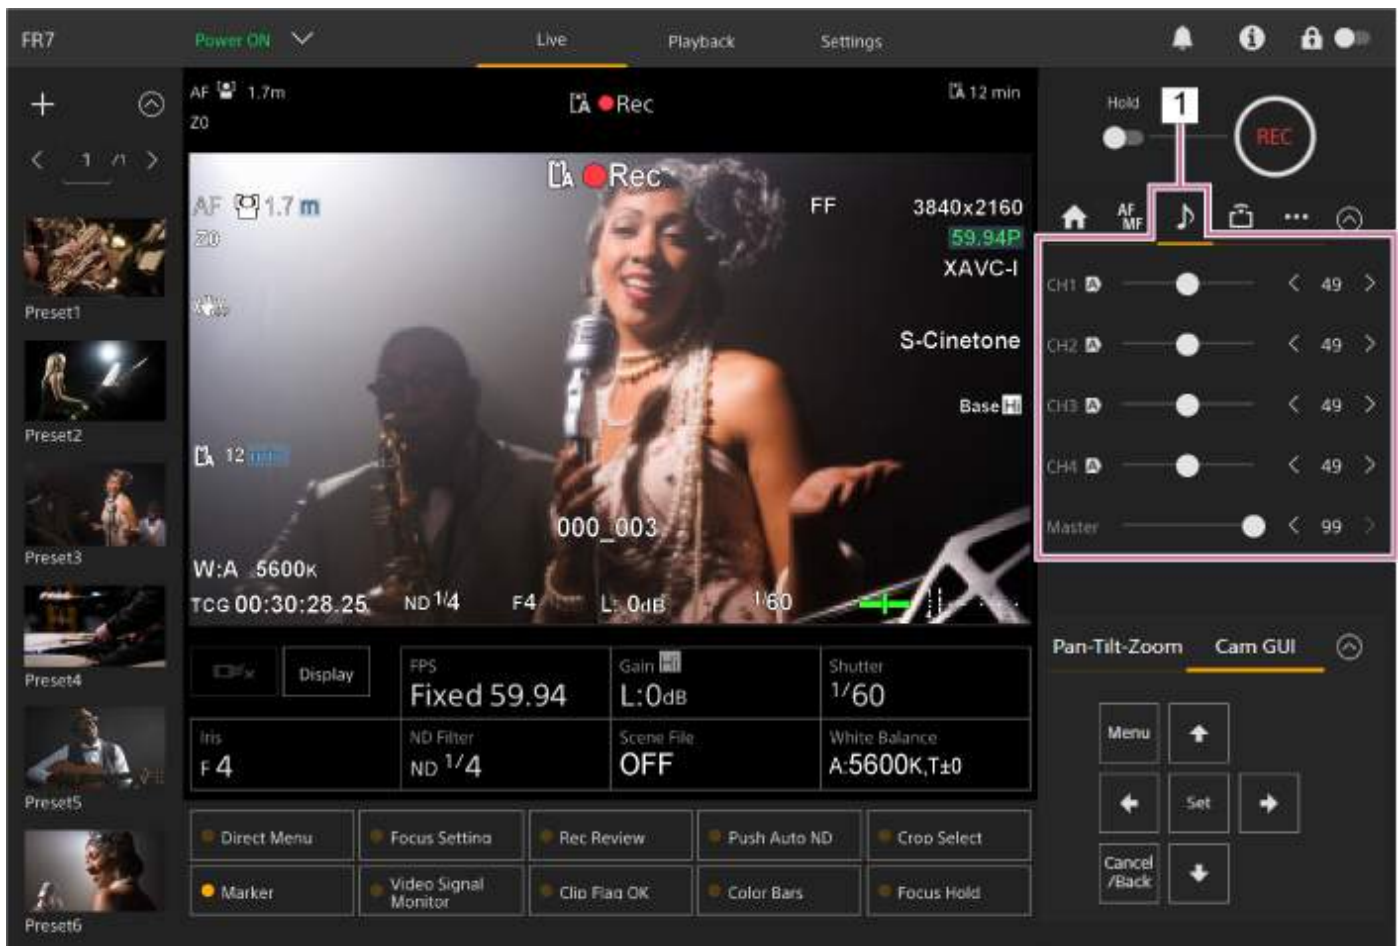 FR7
Power ON
Live
Playback
Settings
1 /1
Preset1
Preset2
Preset3
Preset4
Preset5
Preset6
AF 1.7m
Z0
A Rec
A 12 min
A Rec
AF 1.7 m
Z0
FF
3840x2160
59.94P
XAVC-I
S-Cinetone
Base Hi
A 12 min
000_003
W:A 5600K
TCG 00:30:28.25 ND 1/4 F4 L: 0dB 1/60
Display
FPS
Fixed 59.94
Gain Hi
L:0dB
Shutter
1/60
Iris
F 4
ND Filter
ND 1/4
Scene File
OFF
White Balance
A:5600K,T±0
Direct Menu
Focus Setting
Rec Review
Push Auto ND
Crop Select
Marker
Video Signal
Monitor
Clip Flag OK
Color Bars
Focus Hold
Hold
1
REC
AF
MF
CH1 A 49
CH2 A 49
CH3 A 49
CH4 A 49
Master 99
Pan-Tilt-Zoom
Cam GUI
Menu
Set
Cancel
/Back